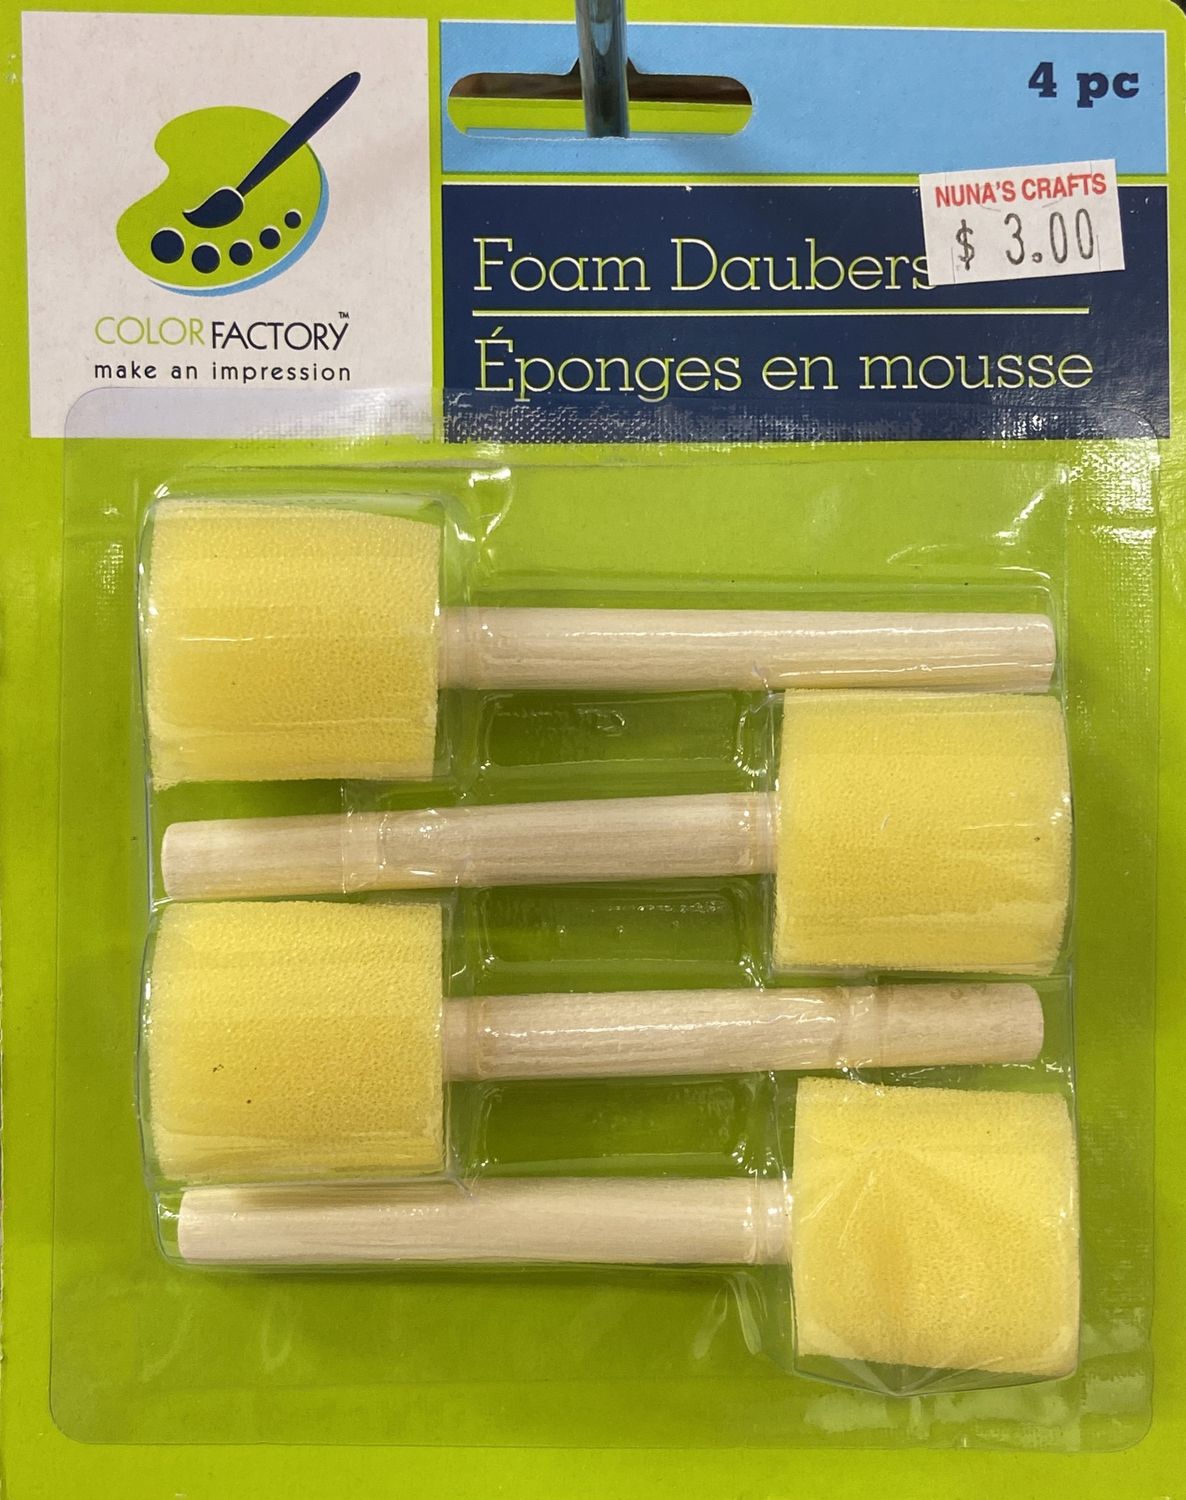 4 pc
NUNA'S CRAFTS
$ 3.00
Foam Daubers
Éponges en mousse
COLOR FACTORY™
make an impression